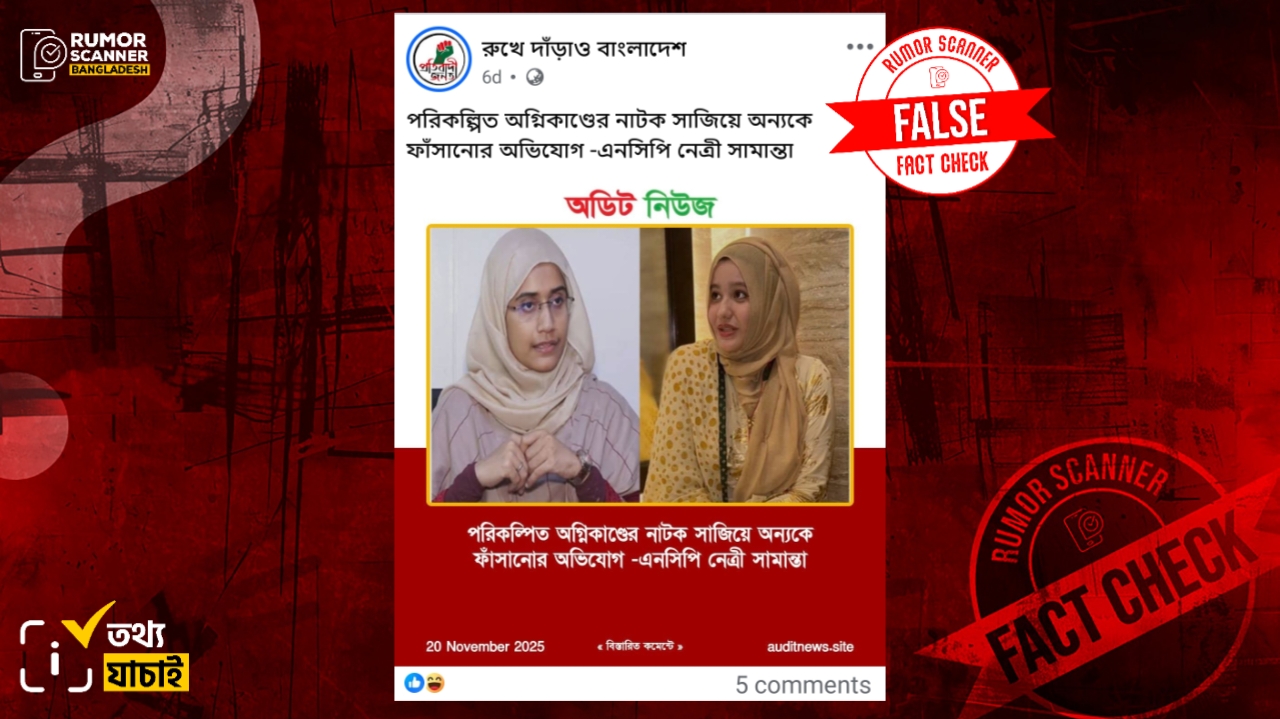 RUMOR
SCANNER
BANGLADESH
রুখে দাঁড়াও বাংলাদেশ
প্রতিবাদী
জনতা
6d
পরিকল্পিত অগ্নিকাণ্ডের নাটক সাজিয়ে অন্যকে
ফাঁসানোর অভিযোগ -এনসিপি নেত্রী সামান্তা
RUMOR SCANNER
FALSE
FACT CHECK
অডিট নিউজ
পরিকল্পিত অগ্নিকাণ্ডের নাটক সাজিয়ে অন্যকে
ফাঁসানোর অভিযোগ -এনসিপি নেত্রী সামান্তা
20 November 2025
« বিস্তারিত কমেন্টে »
auditnews.site
5 comments
RUMOR SCANNER
FACT CHECK
i
তথ্য
যাচাই